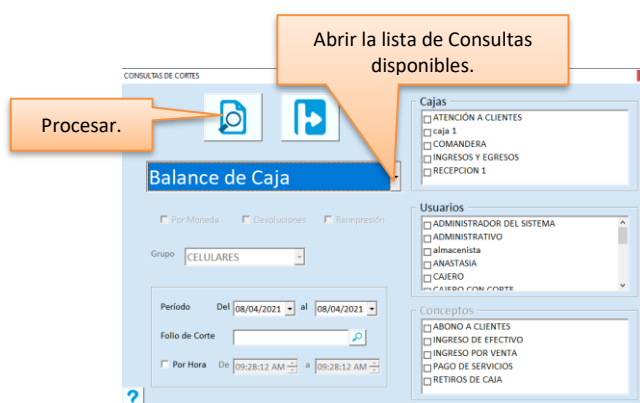 Abrir la lista de Consultas
disponibles.
CONSULTAS DE CORTES
Procesar.
Balance de Caja
Por Moneda
Devoluciones
Reimpresión
Grupo
CELULARES
Período
Del
08/04/2021
al
08/04/2021
Folio de Corte
Por Hora
De
09:28:12 AM
a
09:28:12 AM
?
Cajas
ATENCIÓN A CLIENTES
caja 1
COMANDERA
INGRESOS Y EGRESOS
RECEPCION 1
Usuarios
ADMINISTRADOR DEL SISTEMA
ADMINISTRATIVO
almacenista
ANASTASIA
CAJERO
CAJERO CON CORTE
Conceptos
ABONO A CLIENTES
INGRESO DE EFECTIVO
INGRESO POR VENTA
PAGO DE SERVICIOS
RETIROS DE CAJA